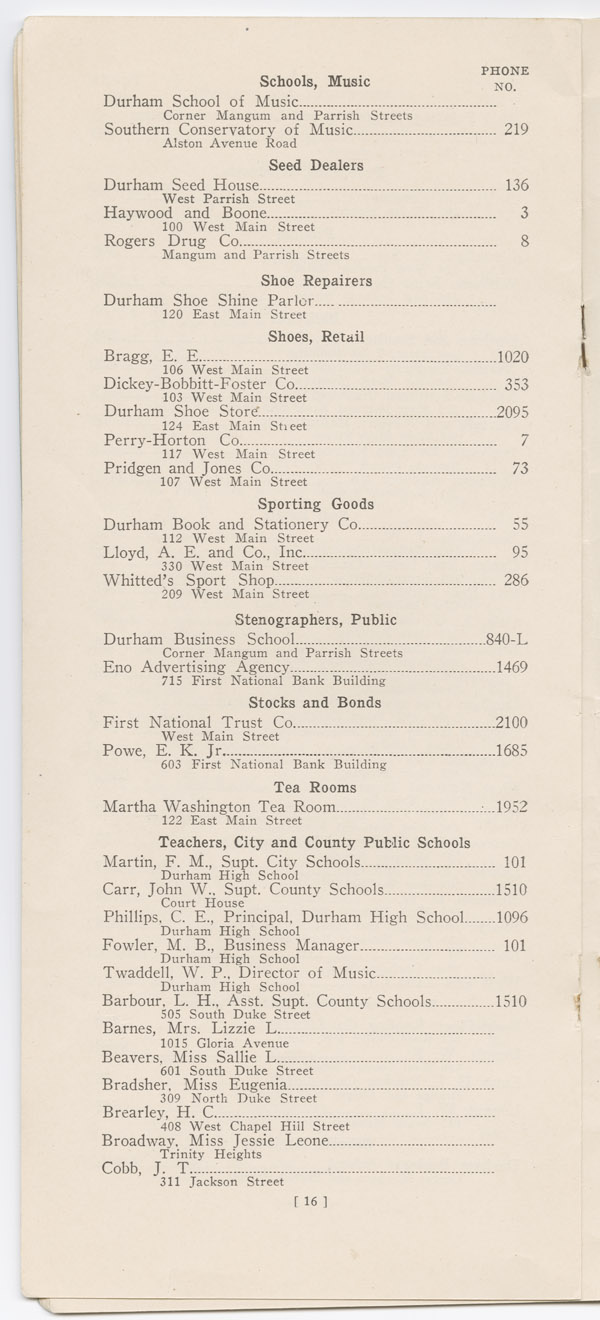 PHONE
Schools, Music
NO.
Durham School of Music
Corner Mangum and Parrish Streets
Southern Conservatory of Music 219
Alston Avenue Road
Seed Dealers
Durham Seed House 136
West Parrish Street
Haywood and Boone 3
100 West Main Street
Rogers Drug Co. 8
Mangum and Parrish Streets
Shoe Repairers
Durham Shoe Shine Parlor
120 East Main Street
Shoes, Retail
Bragg, E. E. 1020
106 West Main Street
Dickey-Bobbitt-Foster Co. 353
103 West Main Street
Durham Shoe Store 2095
124 East Main Street
Perry-Horton Co. 7
117 West Main Street
Pridgen and Jones Co. 73
107 West Main Street
Sporting Goods
Durham Book and Stationery Co. 55
112 West Main Street
Lloyd, A. E. and Co., Inc. 95
330 West Main Street
Whitted's Sport Shop 286
209 West Main Street
Stenographers, Public
Durham Business School 840-L
Corner Mangum and Parrish Streets
Eno Advertising Agency 1469
715 First National Bank Building
Stocks and Bonds
First National Trust Co. 2100
West Main Street
Powe, E. K. Jr. 1685
603 First National Bank Building
Tea Rooms
Martha Washington Tea Room 1952
122 East Main Street
Teachers, City and County Public Schools
Martin, F. M., Supt. City Schools 101
Durham High School
Carr, John W., Supt. County Schools 1510
Court House
Phillips, C. E., Principal, Durham High School 1096
Durham High School
Fowler, M. B., Business Manager 101
Durham High School
Twaddell, W. P., Director of Music
Durham High School
Barbour, L. H., Asst. Supt. County Schools 1510
505 South Duke Street
Barnes, Mrs. Lizzie L.
1015 Gloria Avenue
Beavers, Miss Sallie L.
601 South Duke Street
Bradsher, Miss Eugenia
309 North Duke Street
Brearley, H. C.
408 West Chapel Hill Street
Broadway, Miss Jessie Leone
Trinity Heights
Cobb, J. T.
311 Jackson Street
[ 16 ]